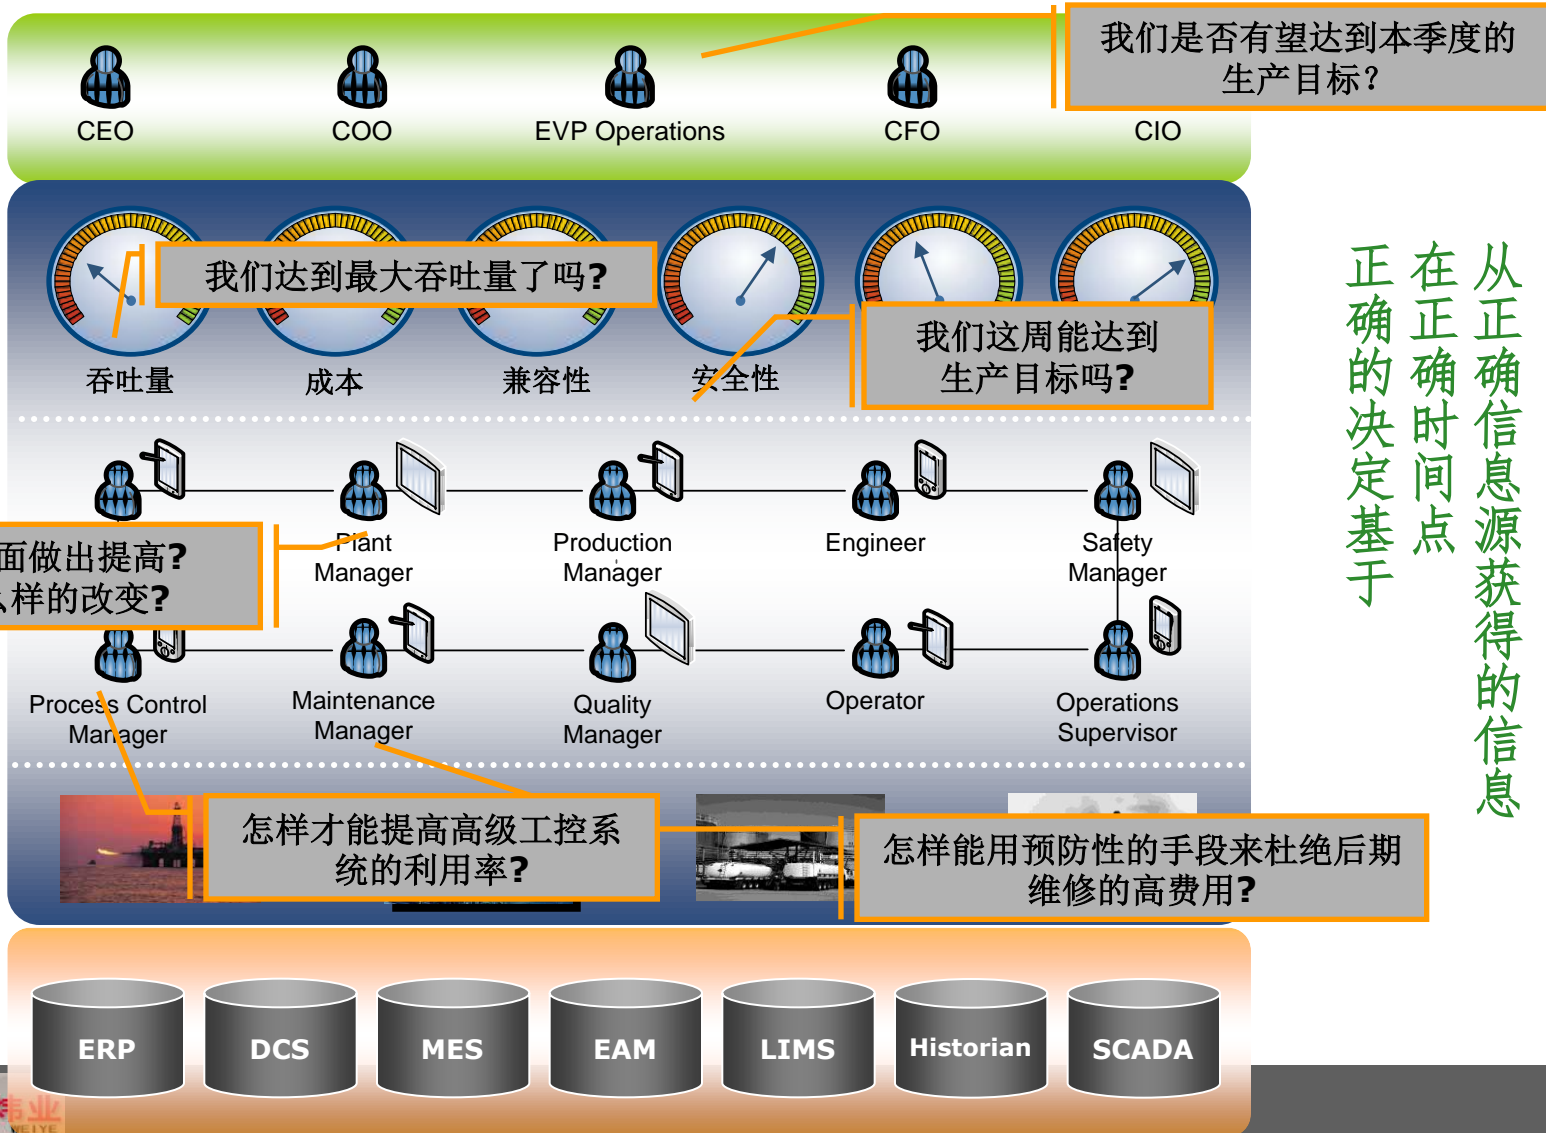 我们是否有望达到本季度的
生产目标？
CEO
COO
EVP Operations
CFO
CIO
我们达到最大吞吐量了吗?
我们这周能达到
生产目标吗?
吞吐量
成本
兼容性
安全性
正确的决定基于
在正确时间点
从正确信息源获得的信息
面做出提高?
样的改变?
Plant
Manager
Production
Manager
Engineer
Safety
Manager
Process Control
Manager
Maintenance
Manager
Quality
Manager
Operator
Operations
Supervisor
怎样才能提高高级工控系
统的利用率?
怎样能用预防性的手段来杜绝后期
维修的高费用?
ERP
DCS
MES
EAM
LIMS
Historian
SCADA
业
WEIYE